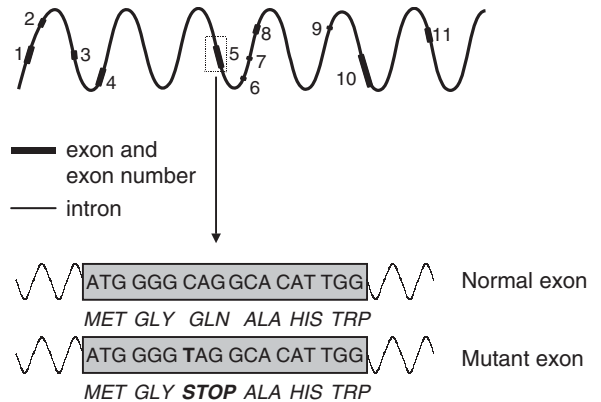 1
2
3
4
5
6
7
8
9
10
11
exon and
exon number
intron
ATG GGG CAG GCA CAT TGG
Normal exon
MET GLY GLN ALA HIS TRP
ATG GGG TAG GCA CAT TGG
Mutant exon
MET GLY STOP ALA HIS TRP